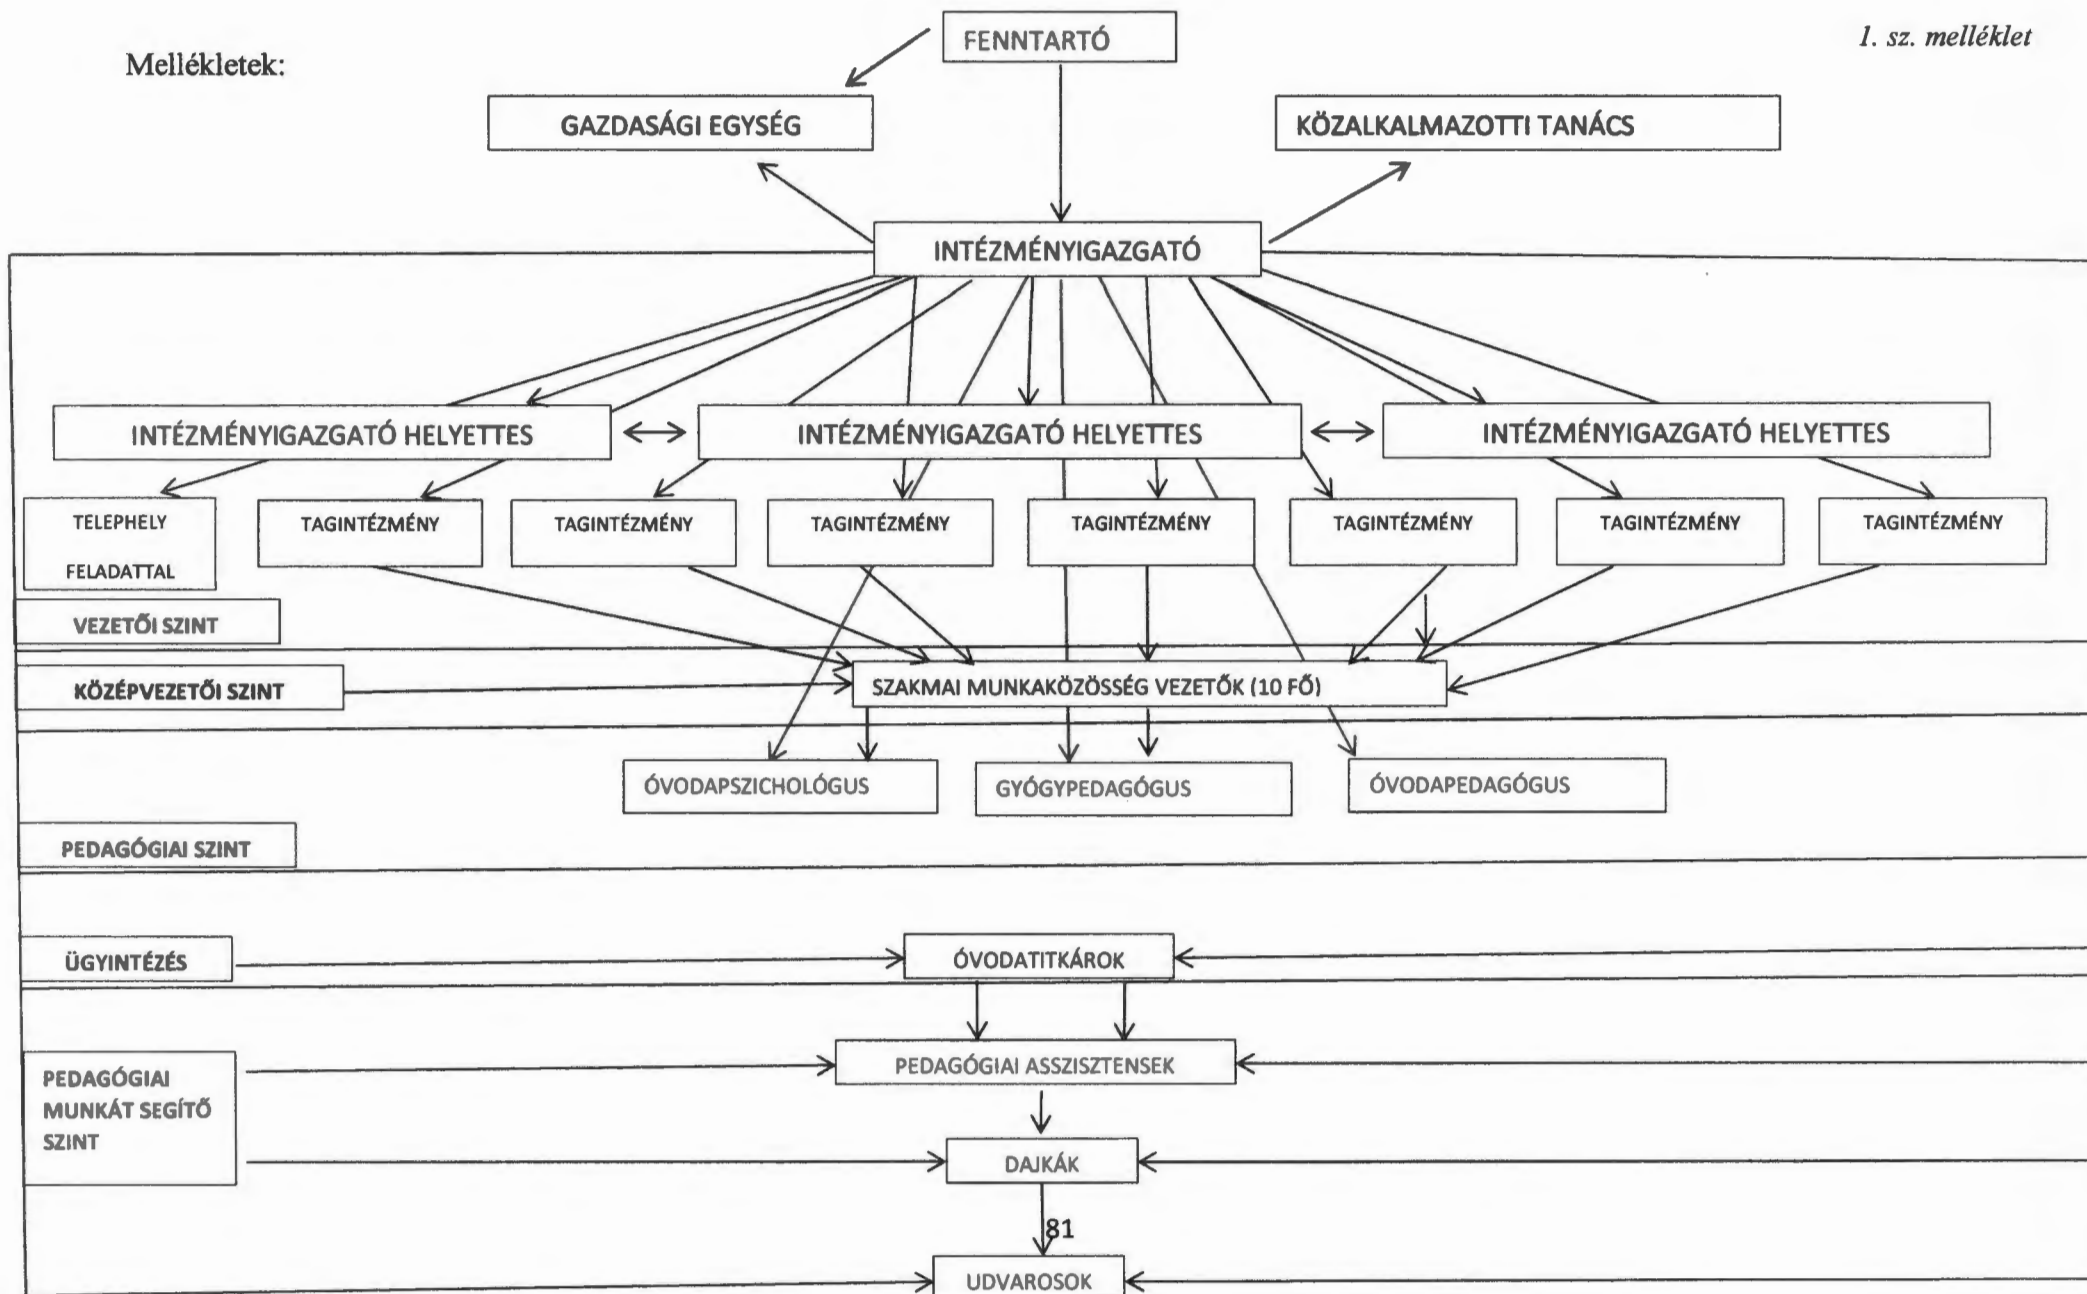 1. sz. melléklet
Mellékletek:
FENNTARTÓ
GAZDASÁGI EGYSÉG
KÖZALKALMAZOTTI TANÁCS
INTÉZMÉNYIGAZGATÓ
INTÉZMÉNYIGAZGATÓ HELYETTES
INTÉZMÉNYIGAZGATÓ HELYETTES
INTÉZMÉNYIGAZGATÓ HELYETTES
TELEPHELY
FELADATTAL
TAGINTÉZMÉNY
TAGINTÉZMÉNY
TAGINTÉZMÉNY
TAGINTÉZMÉNY
TAGINTÉZMÉNY
TAGINTÉZMÉNY
TAGINTÉZMÉNY
VEZETŐI SZINT
KÖZÉPVEZETŐI SZINT
SZAKMAI MUNKAKÖZÖSSÉG VEZETŐK (10 FŐ)
ÓVODAPSZICHOLÓGUS
GYÓGYPEDAGÓGUS
ÓVODAPEDAGÓGUS
PEDAGÓGIAI SZINT
ÜGYINTÉZÉS
ÓVODATITKÁROK
PEDAGÓGIAI ASSZISZTENSEK
PEDAGÓGIAI
MUNKÁT SEGÍTŐ
SZINT
DAJKÁK
81
UDVAROSOK